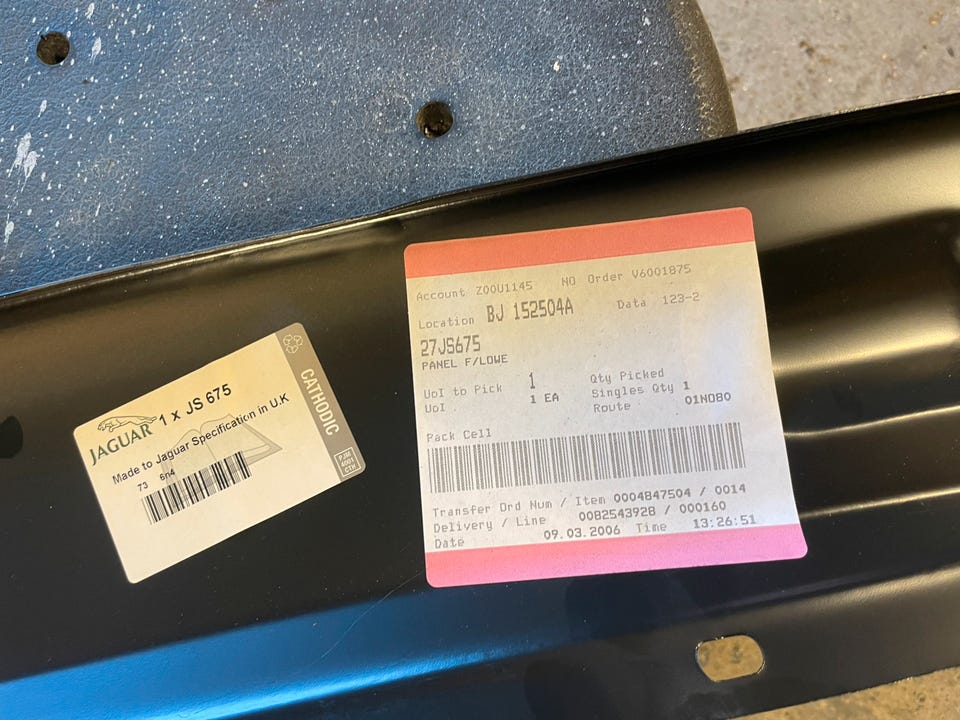 JAGUAR
1 x JS 675
Made to Jaguar Specification in U.K
73 6n4
CATHODIC
PJM
4001
CTH
Account Z00U1145 NO Order V6001875
Location BJ 152504A Data 123-2
27JS675
PANEL F/LOWE
UoI to Pick 1 Qty Picked
UoI 1 EA Singles Qty 1
Route 01N080
Pack Cell
Transfer Ord Num / Item 0004847504 / 0014
Delivery / Line 0082543928 / 000160
Date 09.03.2006 Time 13:26:51